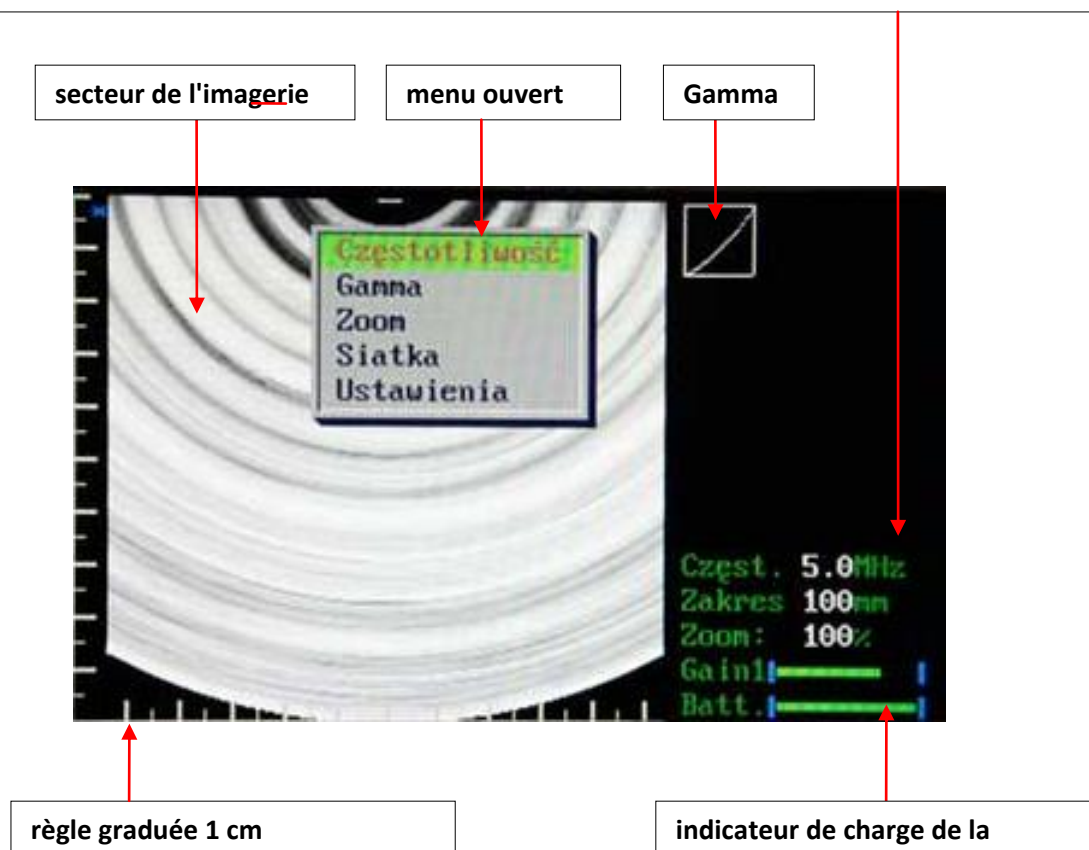 secteur de l'imagerie
menu ouvert
Gamma
Częstotliwość
Gamma
Zoom
Siatka
Ustawienia
Częst. 5.0MHz
Zakres 100mm
Zoom: 100%
Gain1
Batt.
règle graduée 1 cm
indicateur de charge de la